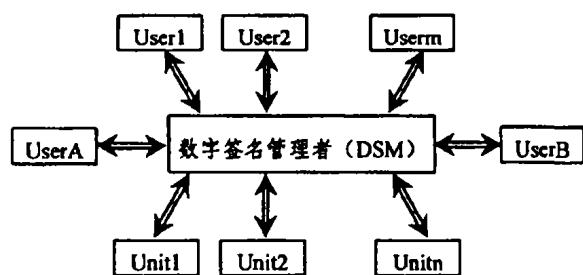 User1 User2 Userm
UserA 数字签名管理者（DSM） UserB
Unit1 Unit2 Unitn